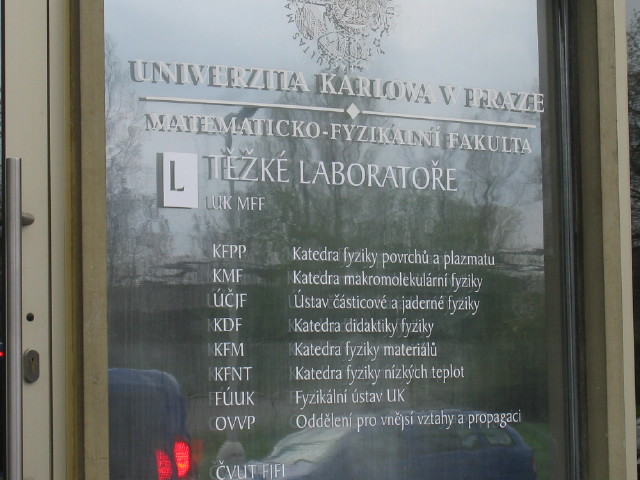 UNIVERZITA KARLOVA V PRAZE
MATEMATICKO-FYZIKÁLNÍ FAKULTA
L TĚŽKÉ LABORATOŘE
UK MFF
KFPP Katedra fyziky povrchů a plazmatu
KMF Katedra makromolekulární fyziky
ÚČJF Ústav částicové a jaderné fyziky
KDF Katedra didaktiky fyziky
KFM Katedra fyziky materiálů
KFNT Katedra fyziky nízkých teplot
FÚUK Fyzikální ústav UK
OVVP Oddělení pro vnější vztahy a propagaci
ČVUT FJFI